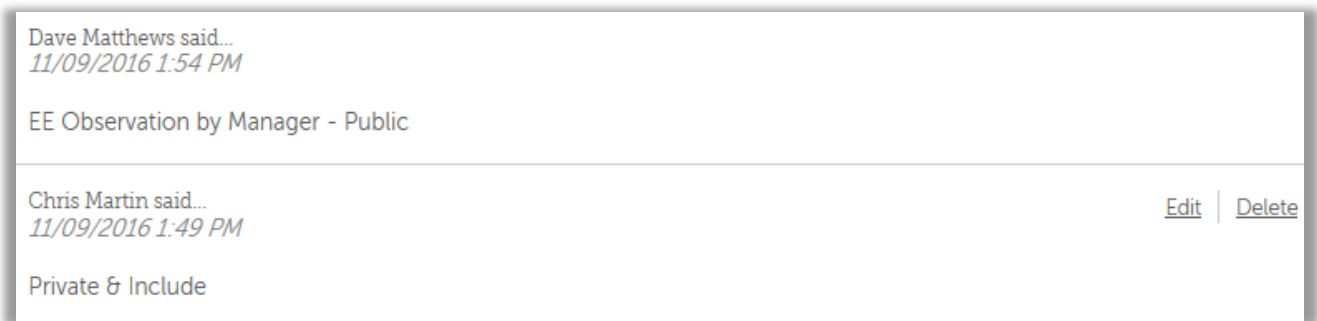 Dave Matthews said...
11/09/2016 1:54 PM
EE Observation by Manager - Public
Chris Martin said...
Edit Delete
11/09/2016 1:49 PM
Private & Include